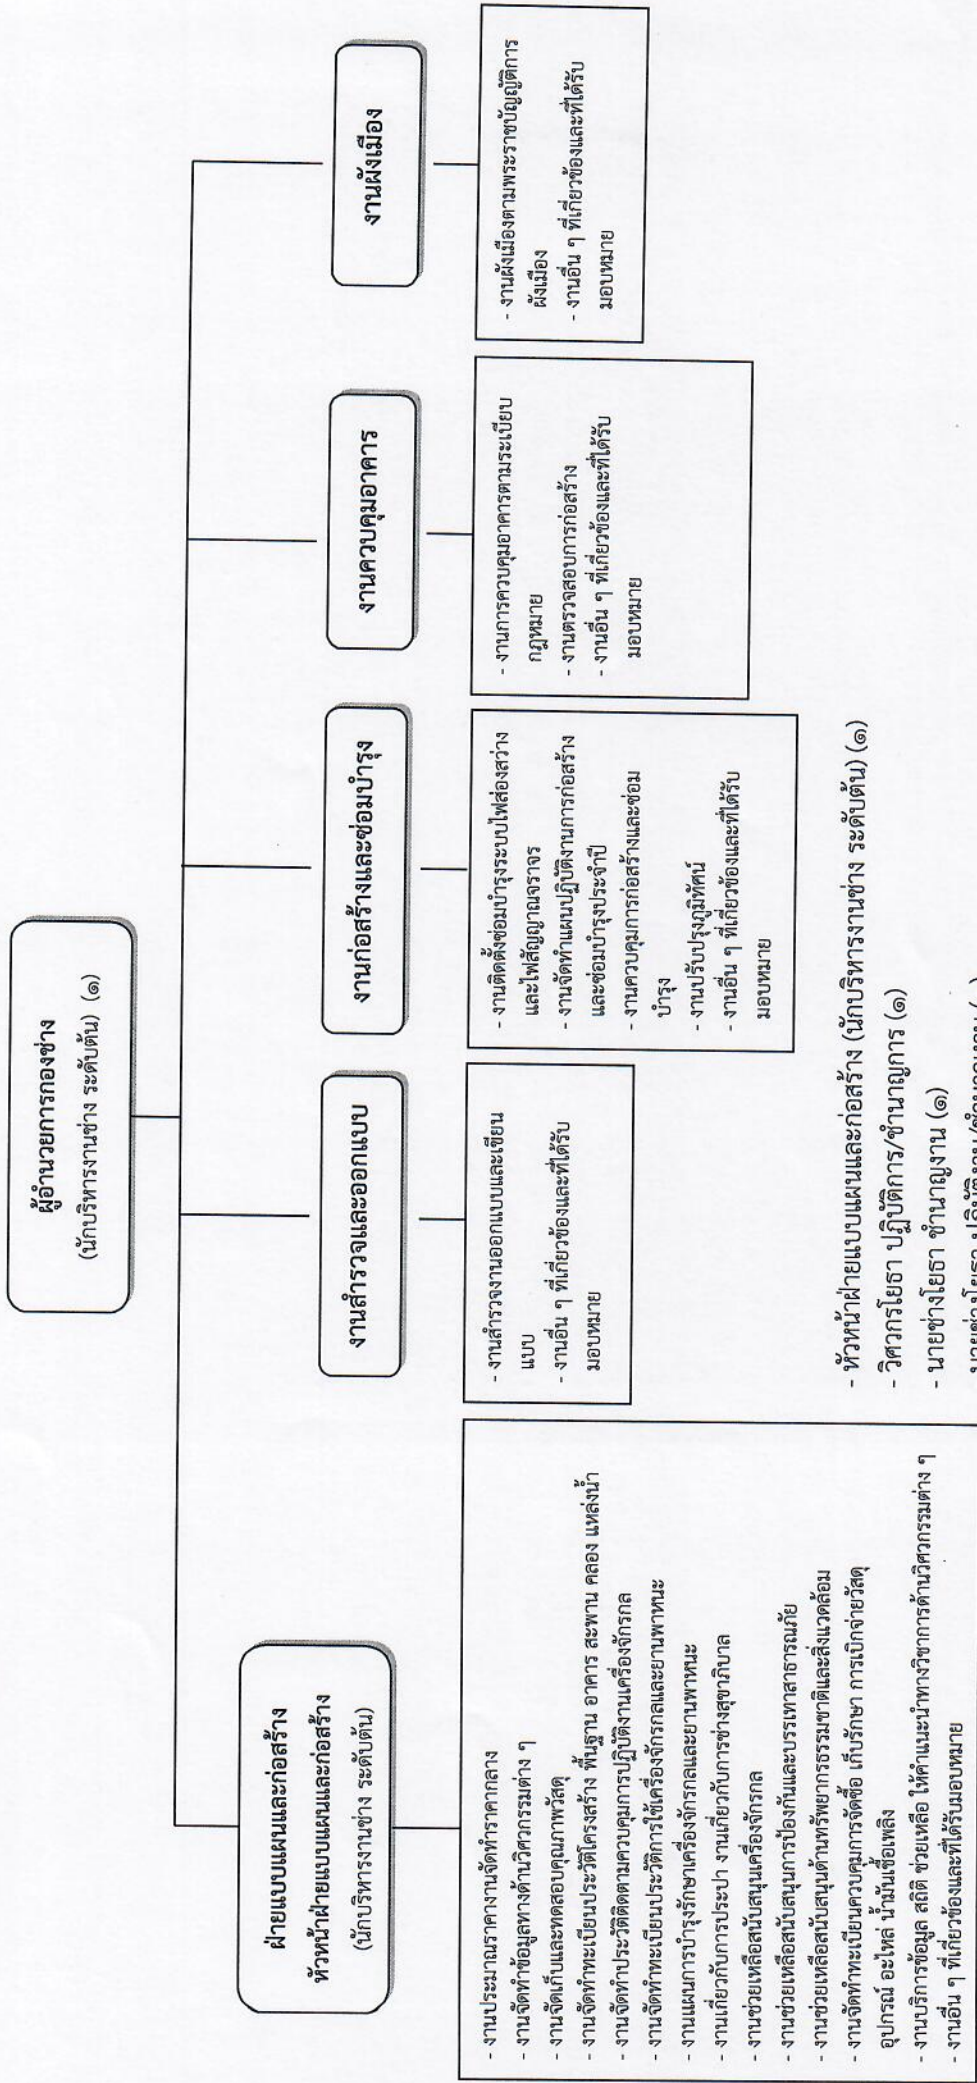 ผู้อำนวยการกองช่าง
(นักบริหารงานช่าง ระดับต้น) (๑)
ฝ่ายแบบแผนและก่อสร้าง
หัวหน้าฝ่ายแบบแผนและก่อสร้าง
(นักบริหารงานช่าง ระดับต้น)
งานสำรวจและออกแบบ
งานก่อสร้างและซ่อมบำรุง
งานควบคุมอาคาร
งานผังเมือง
- งานประมาณราคางานจัดทำราคากลาง
- งานจัดทำข้อมูลทางด้านวิศวกรรมต่าง ๆ
- งานจัดเก็บและทดสอบคุณภาพวัสดุ
- งานจัดทำทะเบียนประวัติโครงสร้าง พื้นฐาน อาคาร สะพาน คลอง แหล่งน้ำ
- งานจัดทำประวัติติดตามควบคุมการปฏิบัติงานเครื่องจักรกล
- งานจัดทำทะเบียนประวัติการใช้เครื่องจักรกลและยานพาหนะ
- งานแผนการบำรุงรักษาเครื่องจักรกลและยานพาหนะ
- งานเกี่ยวกับการประปา งานเกี่ยวกับการช่างสุขาภิบาล
- งานช่วยเหลือสนับสนุนเครื่องจักรกล
- งานช่วยเหลือสนับสนุนการป้องกันและบรรเทาสาธารณภัย
- งานช่วยเหลือสนับสนุนด้านทรัพยากรธรรมชาติและสิ่งแวดล้อม
- งานจัดทำทะเบียนควบคุมการจัดซื้อ เก็บรักษา การเบิกจ่ายวัสดุ
อุปกรณ์ อะไหล่ น้ำมันเชื้อเพลิง
- งานบริการข้อมูล สถิติ ช่วยเหลือ ให้คำแนะนำทางวิชาการด้านวิศวกรรมต่าง ๆ
- งานอื่น ๆ ที่เกี่ยวข้องและที่ได้รับมอบหมาย
- งานสำรวจงานออกแบบและเขียน
แบบ
- งานอื่น ๆ ที่เกี่ยวข้องและที่ได้รับ
มอบหมาย
- งานติดตั้งซ่อมบำรุงระบบไฟส่องสว่าง
และไฟสัญญาณจราจร
- งานจัดทำแผนปฏิบัติงานการก่อสร้าง
และซ่อมบำรุงประจำปี
- งานควบคุมการก่อสร้างและซ่อม
บำรุง
- งานปรับปรุงภูมิทัศน์
- งานอื่น ๆ ที่เกี่ยวข้องและที่ได้รับ
มอบหมาย
- งานการควบคุมอาคารตามระเบียบ
กฎหมาย
- งานตรวจสอบการก่อสร้าง
- งานอื่น ๆ ที่เกี่ยวข้องและที่ได้รับ
มอบหมาย
- งานผังเมืองตามพระราชบัญญัติการ
ผังเมือง
- งานอื่น ๆ ที่เกี่ยวข้องและที่ได้รับ
มอบหมาย
- หัวหน้าฝ่ายแบบแผนและก่อสร้าง (นักบริหารงานช่าง ระดับต้น) (๑)
- วิศวกรโยธา ปฏิบัติการ/ชำนาญการ (๑)
- นายช่างโยธา ชำนาญงาน (๑)
นายช่างโยธา ปฏิบัติงาน/ชำนาญงาน